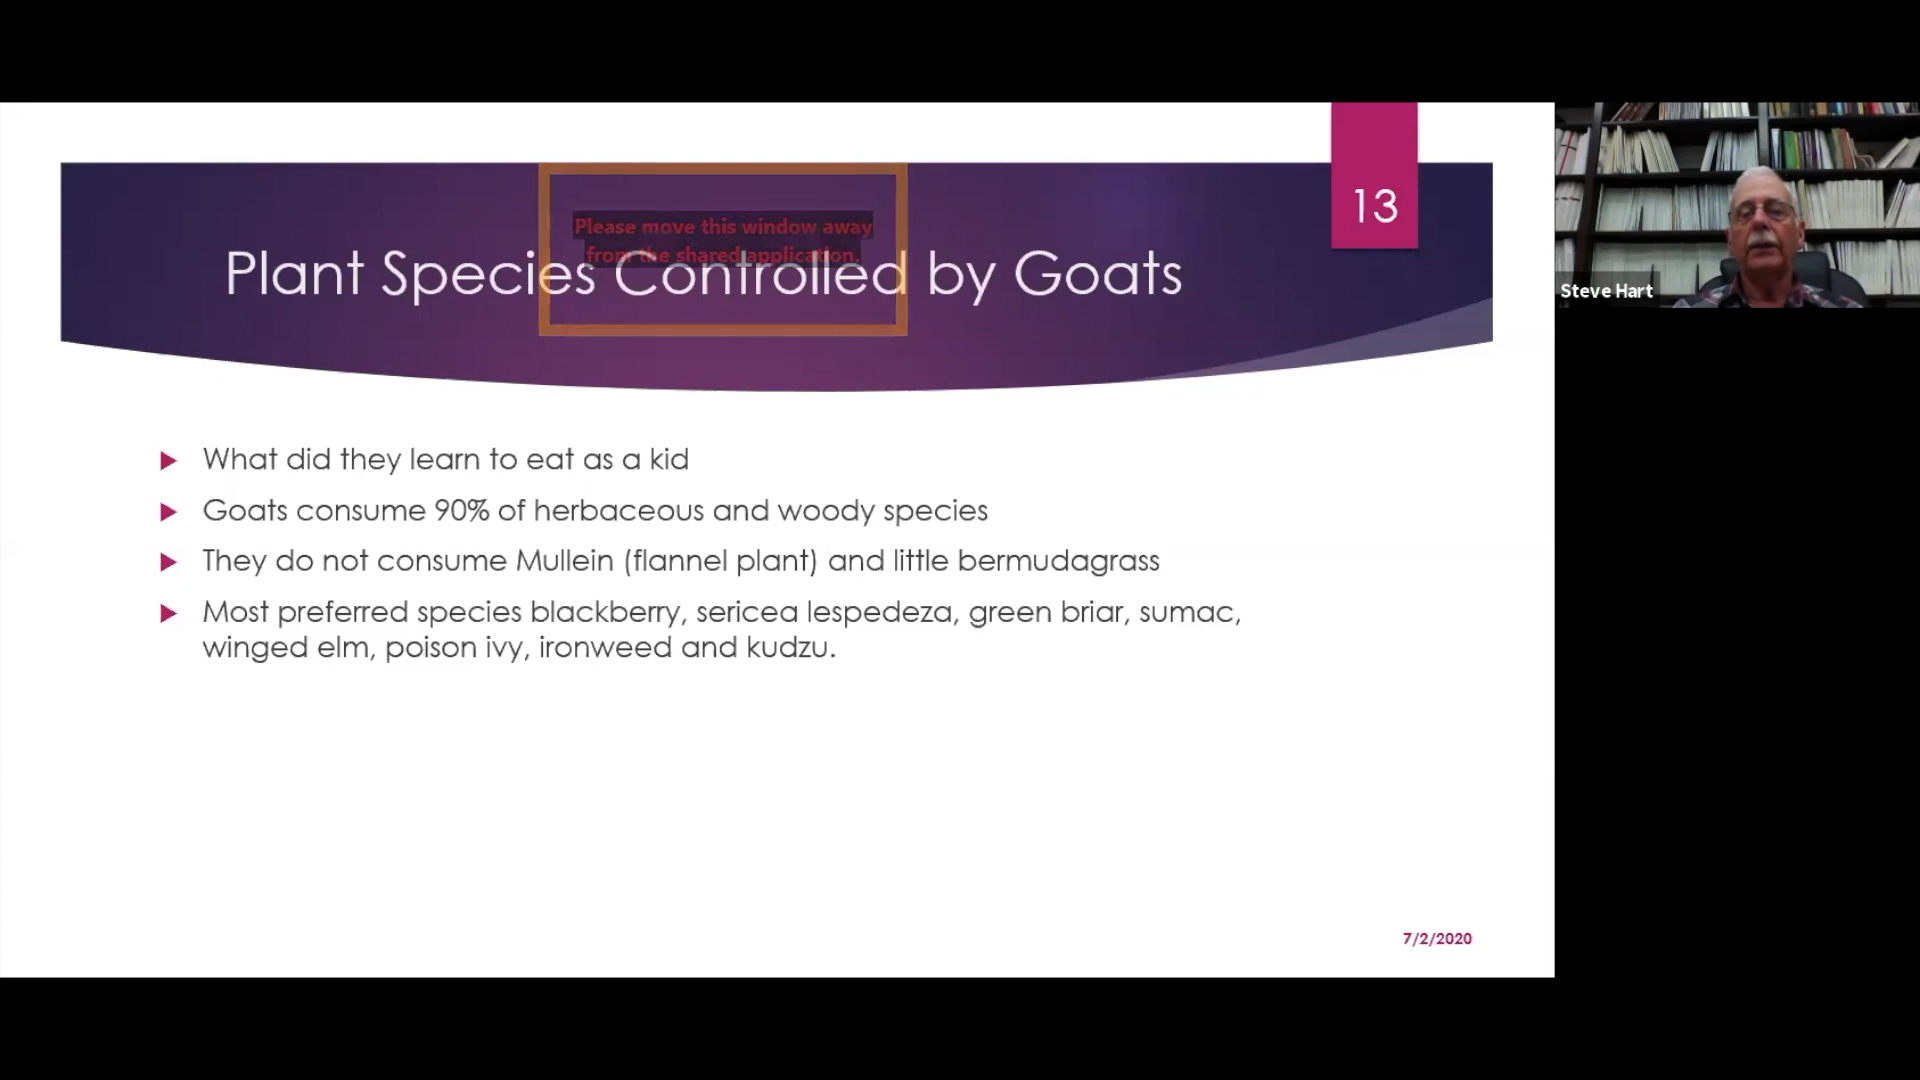 13
Please move this window away
from the shared application.
Plant Species Controlled by Goats
Steve Hart
What did they learn to eat as a kid
Goats consume 90% of herbaceous and woody species
They do not consume Mullein (flannel plant) and little bermudagrass
Most preferred species blackberry, sericea lespedeza, green briar, sumac,
winged elm, poison ivy, ironweed and kudzu.
7/2/2020